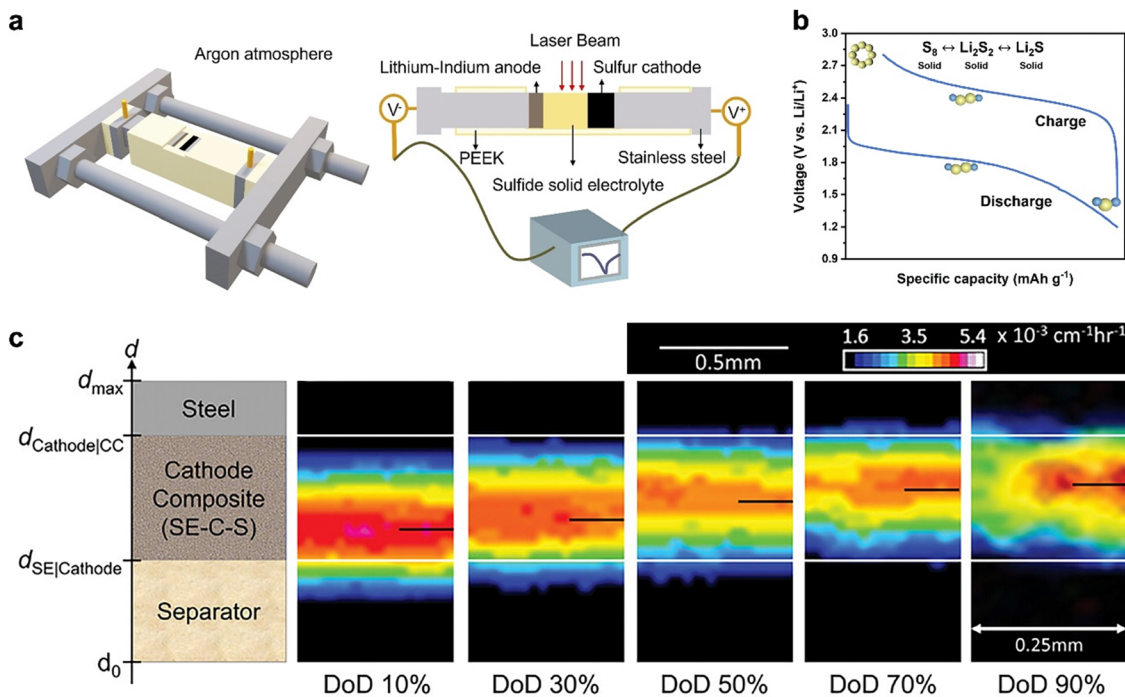 a
Argon atmosphere
Laser Beam
Lithium-Indium anode
Sulfur cathode
V-
V+
PEEK
Stainless steel
Sulfide solid electrolyte
b
Voltage (V vs. Li/Li⁺)
3.0
2.7
2.4
2.1
1.8
1.5
1.2
0.9
S₈ ↔ Li₂S₂ ↔ Li₂S
Solid Solid Solid
Charge
Discharge
Specific capacity (mAh g⁻¹)
c
0.5mm
1.6 3.5 5.4 x 10⁻³ cm⁻¹hr⁻¹
d
dmax
Steel
dCathode|CC
Cathode
Composite
(SE-C-S)
dSE|Cathode
Separator
d₀
0.25mm
DoD 10%
DoD 30%
DoD 50%
DoD 70%
DoD 90%